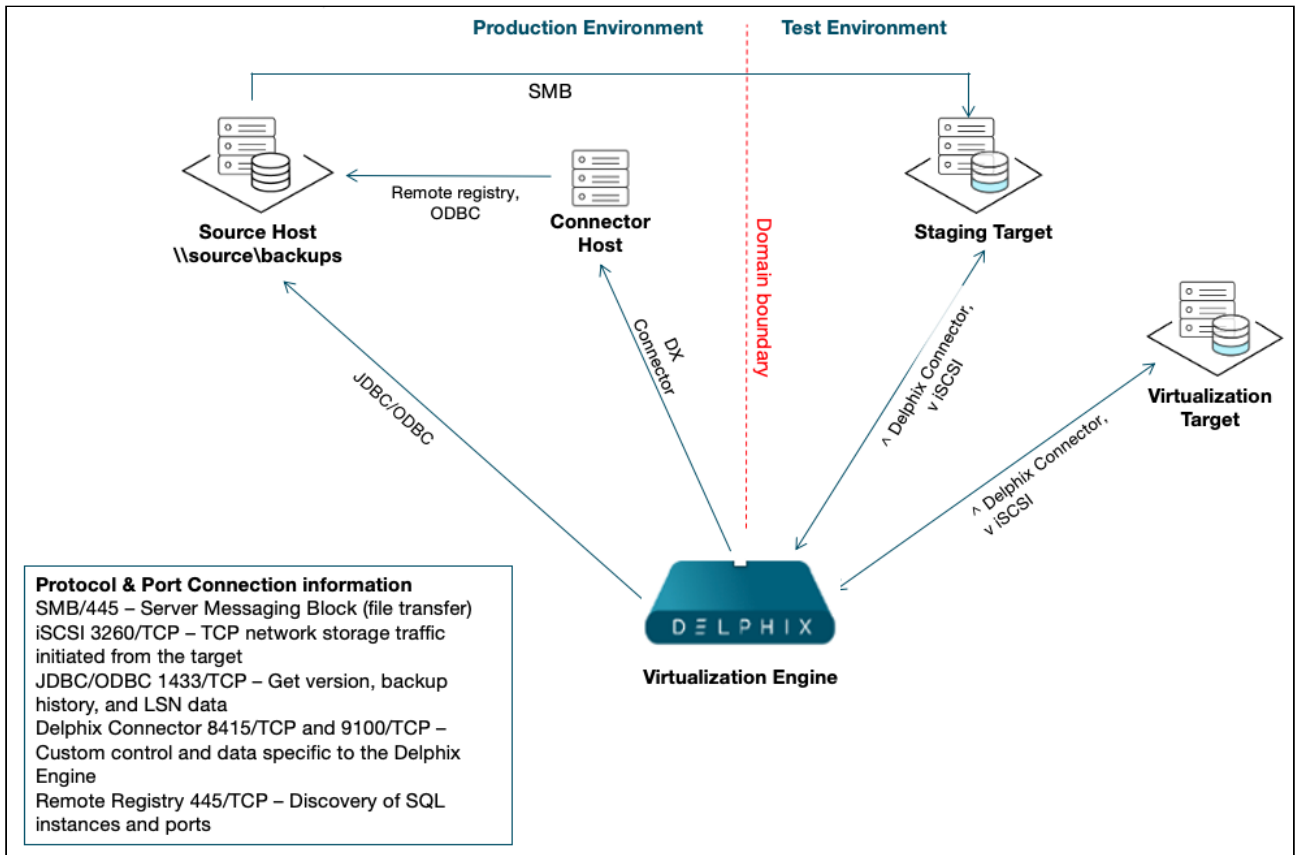 Production Environment
Test Environment
SMB
Remote registry,
ODBC
Source Host
\\source\backups
Connector
Host
Staging Target
Domain boundary
Virtualization
Target
DX
Connector
JDBC/ODBC
^ Delphix Connector,
v iSCSI
^ Delphix Connector,
v iSCSI
DELPHIX
Virtualization Engine
Protocol & Port Connection information
SMB/445 – Server Messaging Block (file transfer)
iSCSI 3260/TCP – TCP network storage traffic
initiated from the target
JDBC/ODBC 1433/TCP – Get version, backup
history, and LSN data
Delphix Connector 8415/TCP and 9100/TCP –
Custom control and data specific to the Delphix
Engine
Remote Registry 445/TCP – Discovery of SQL
instances and ports